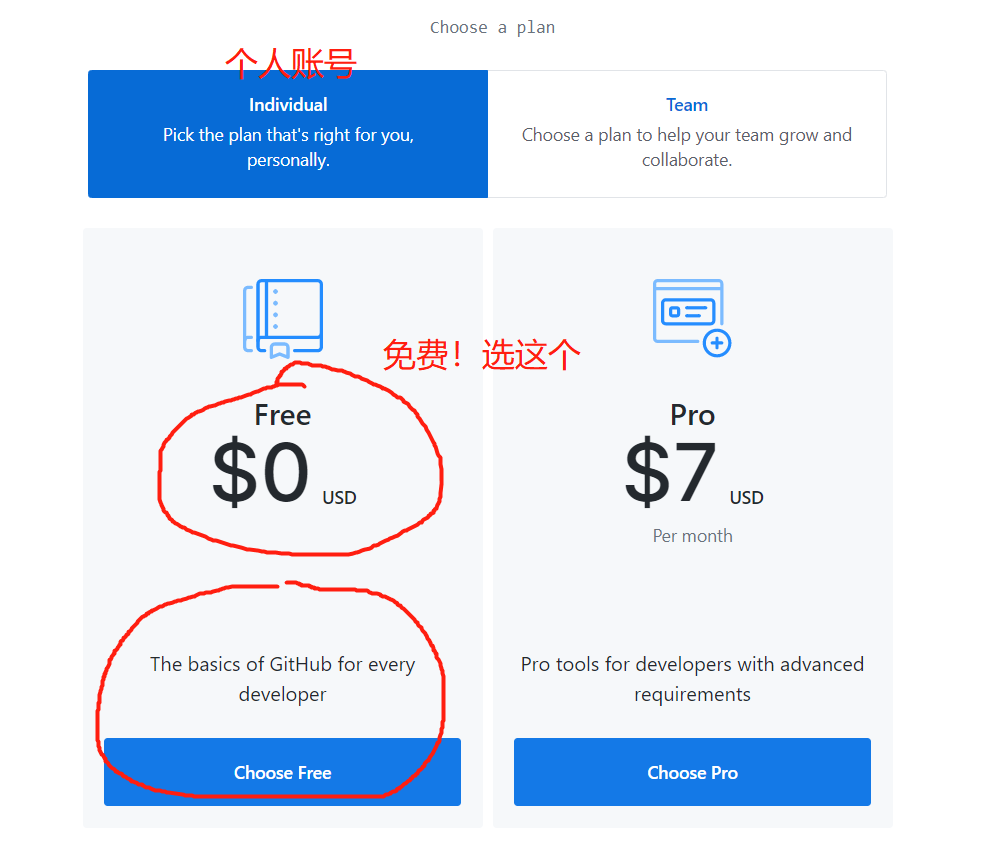 Choose a plan
个人账号
Individual
Pick the plan that's right for you,
personally.
Team
Choose a plan to help your team grow and
collaborate.
免费！选这个
Free
$0 USD
The basics of GitHub for every
developer
Choose Free
Pro
$7 USD
Per month
Pro tools for developers with advanced
requirements
Choose Pro